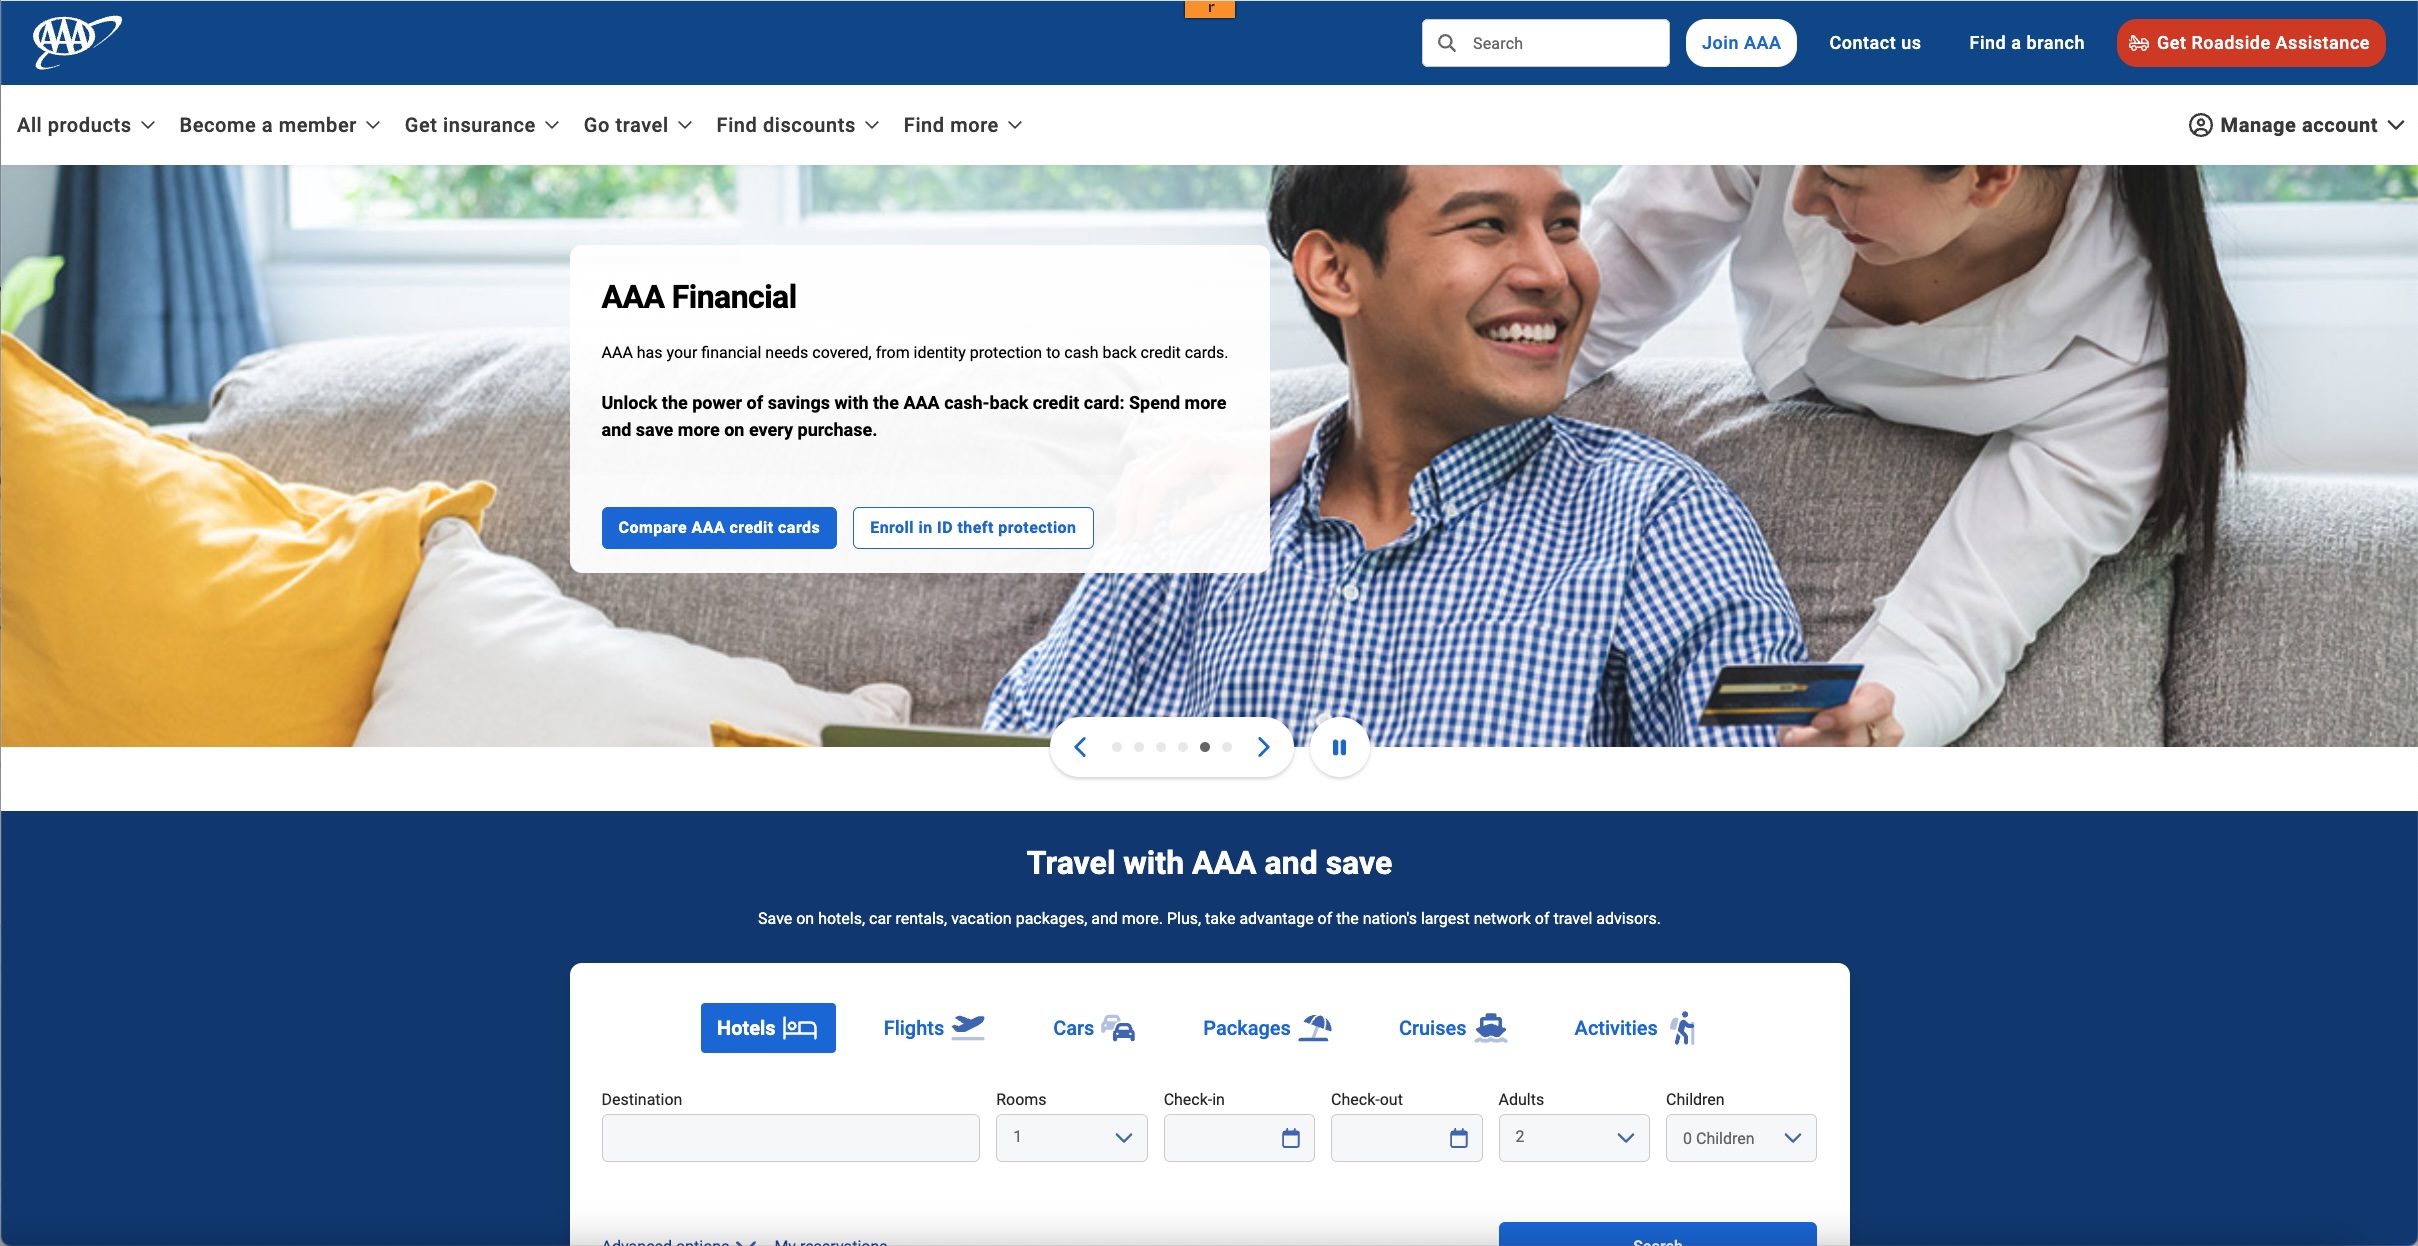 r
AAA
Search
Join AAA
Contact us
Find a branch
Get Roadside Assistance
All products
Become a member
Get insurance
Go travel
Find discounts
Find more
Manage account
AAA Financial
AAA has your financial needs covered, from identity protection to cash back credit cards.
Unlock the power of savings with the AAA cash-back credit card: Spend more
and save more on every purchase.
Compare AAA credit cards
Enroll in ID theft protection
Travel with AAA and save
Save on hotels, car rentals, vacation packages, and more. Plus, take advantage of the nation's largest network of travel advisors.
Hotels
Flights
Cars
Packages
Cruises
Activities
Destination
Rooms
Check-in
Check-out
Adults
Children
1
2
0 Children
Advanced options
My reservations
Search